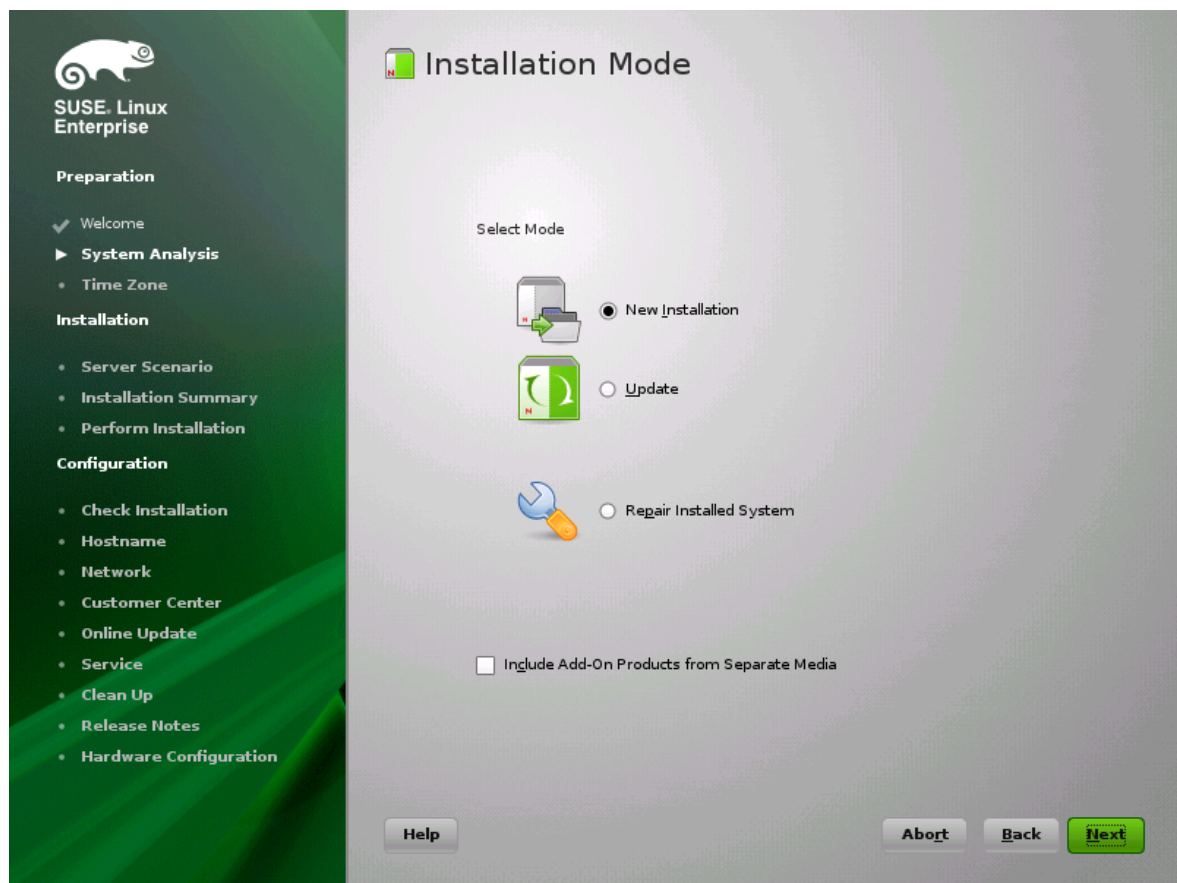 SUSE. Linux
Enterprise
Preparation
Welcome
System Analysis
Time Zone
Installation
Server Scenario
Installation Summary
Perform Installation
Configuration
Check Installation
Hostname
Network
Customer Center
Online Update
Service
Clean Up
Release Notes
Hardware Configuration
Installation Mode
Select Mode
New Installation
Update
Repair Installed System
Include Add-On Products from Separate Media
Help
Abort
Back
Next